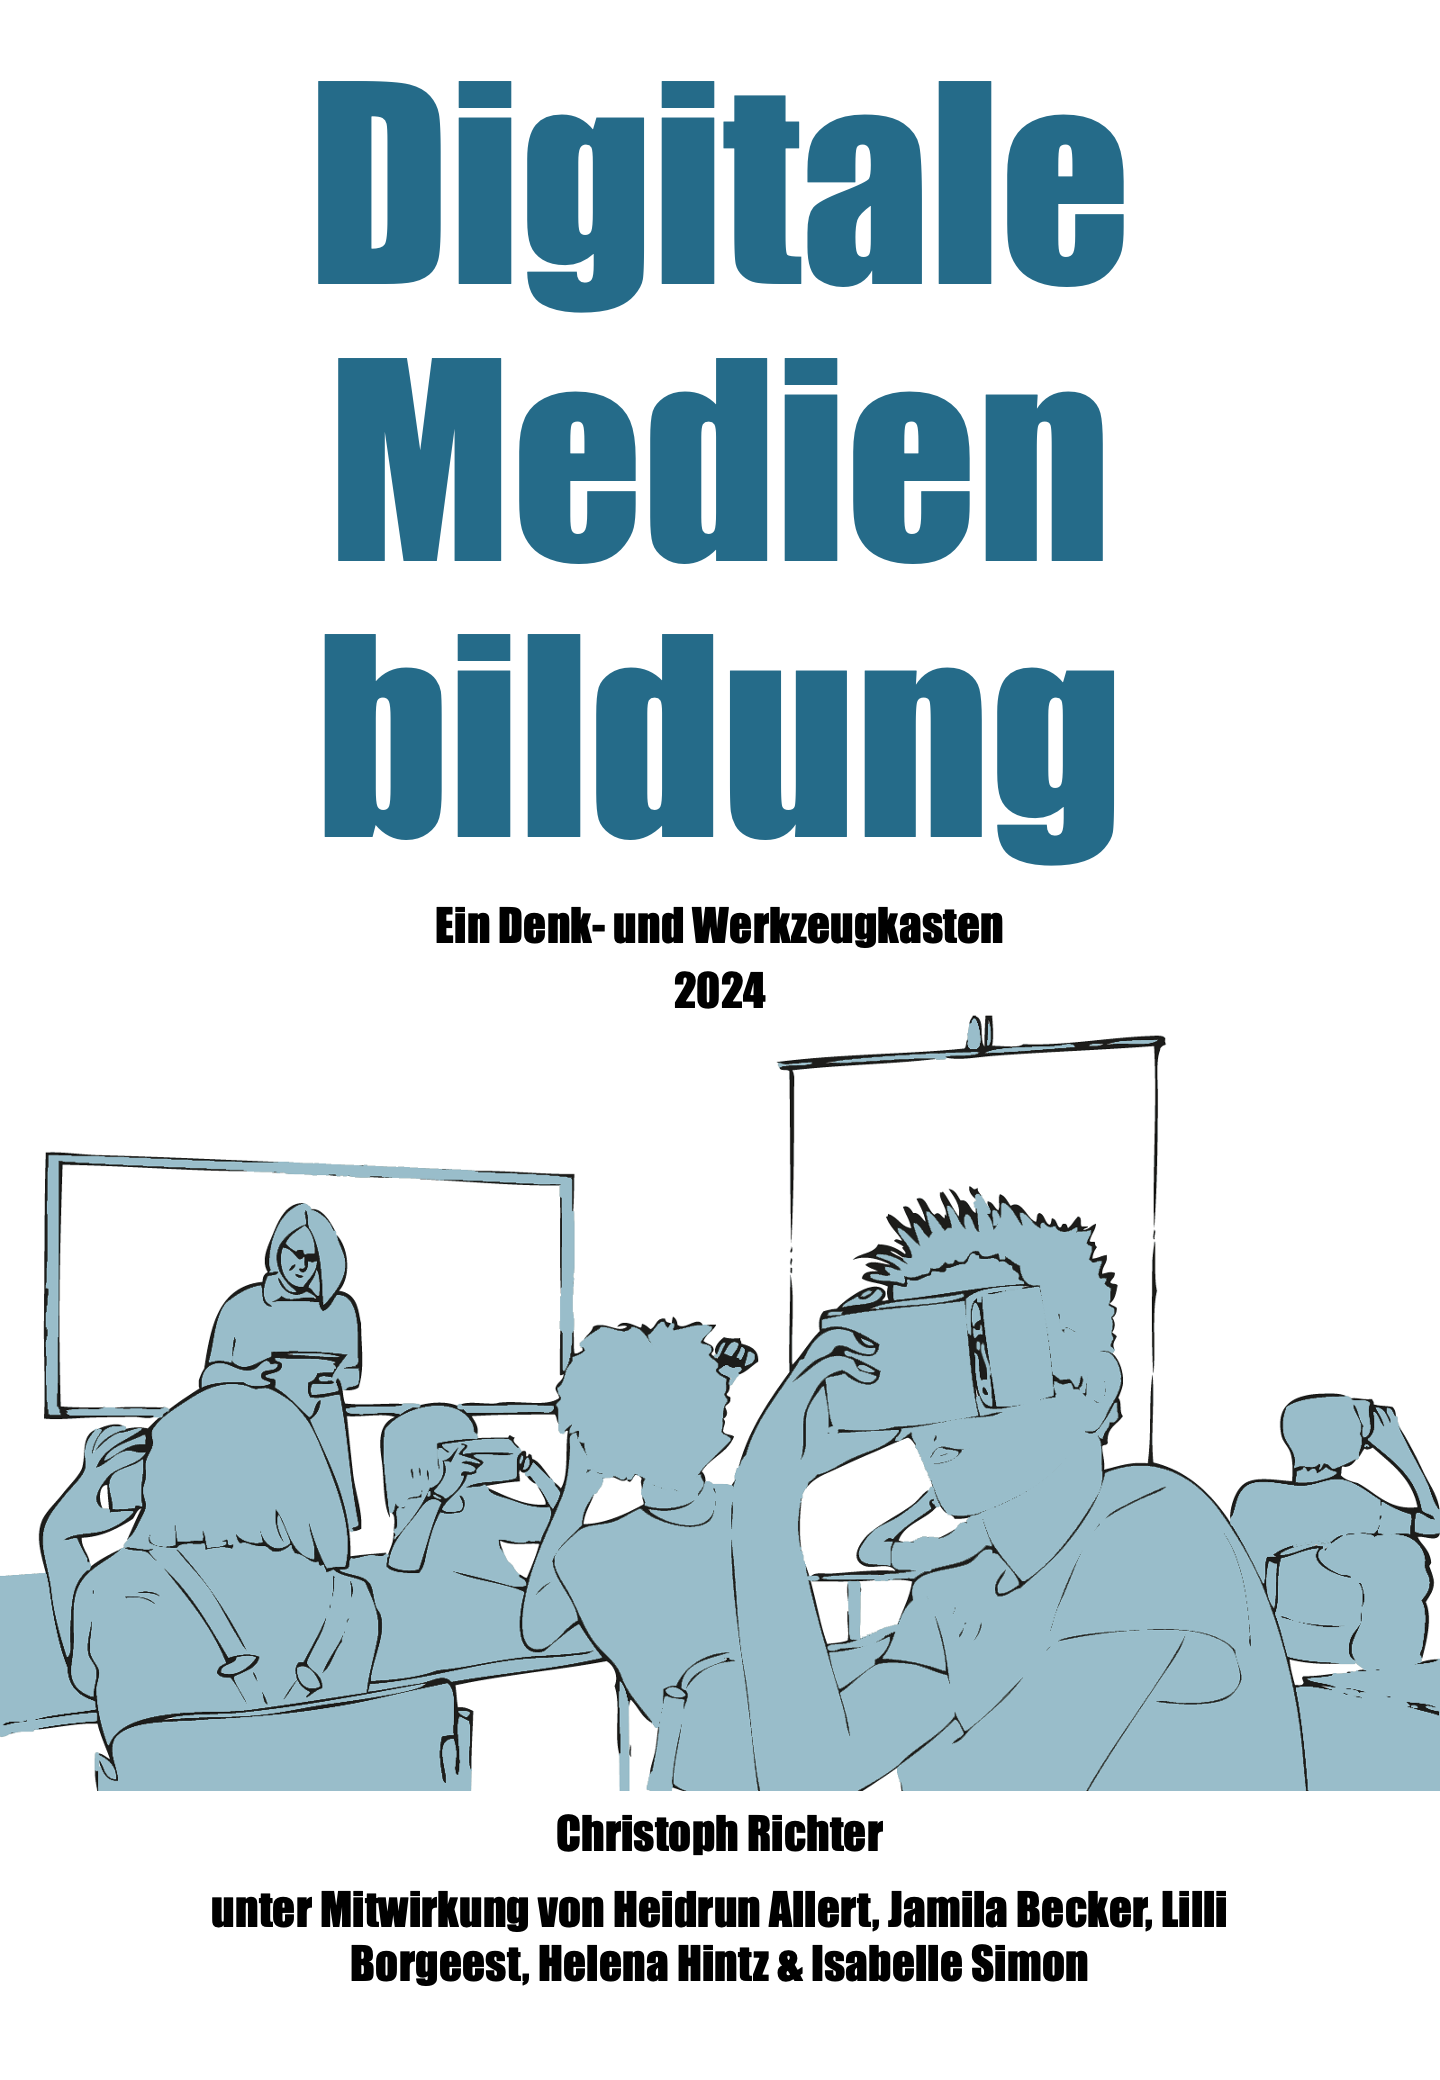 Digitale
Medien
bildung
Ein Denk- und Werkzeugkasten
2024
Christoph Richter
unter Mitwirkung von Heidrun Allert, Jamila Becker, Lilli
Borgeest, Helena Hintz & Isabelle Simon